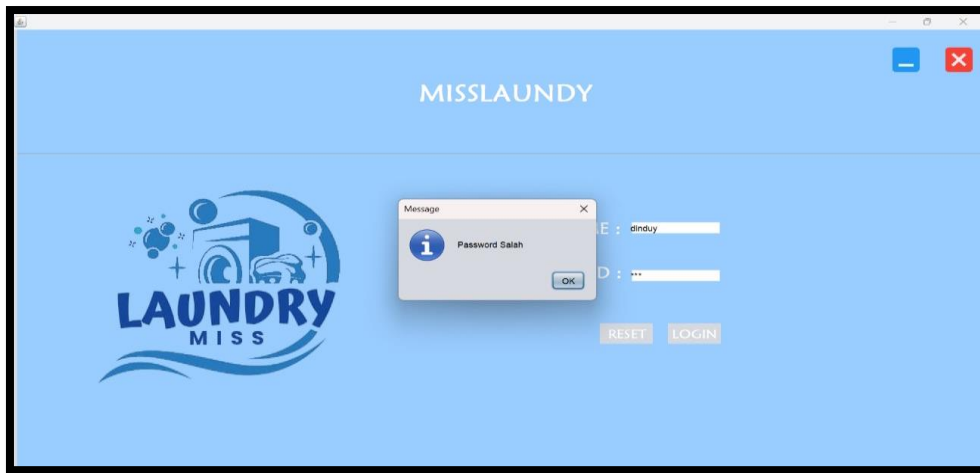 MISSLAUNDY
Message
Password Salah
OK
E : dinduy
D : ***
RESET LOGIN
LAUNDRY
MISS